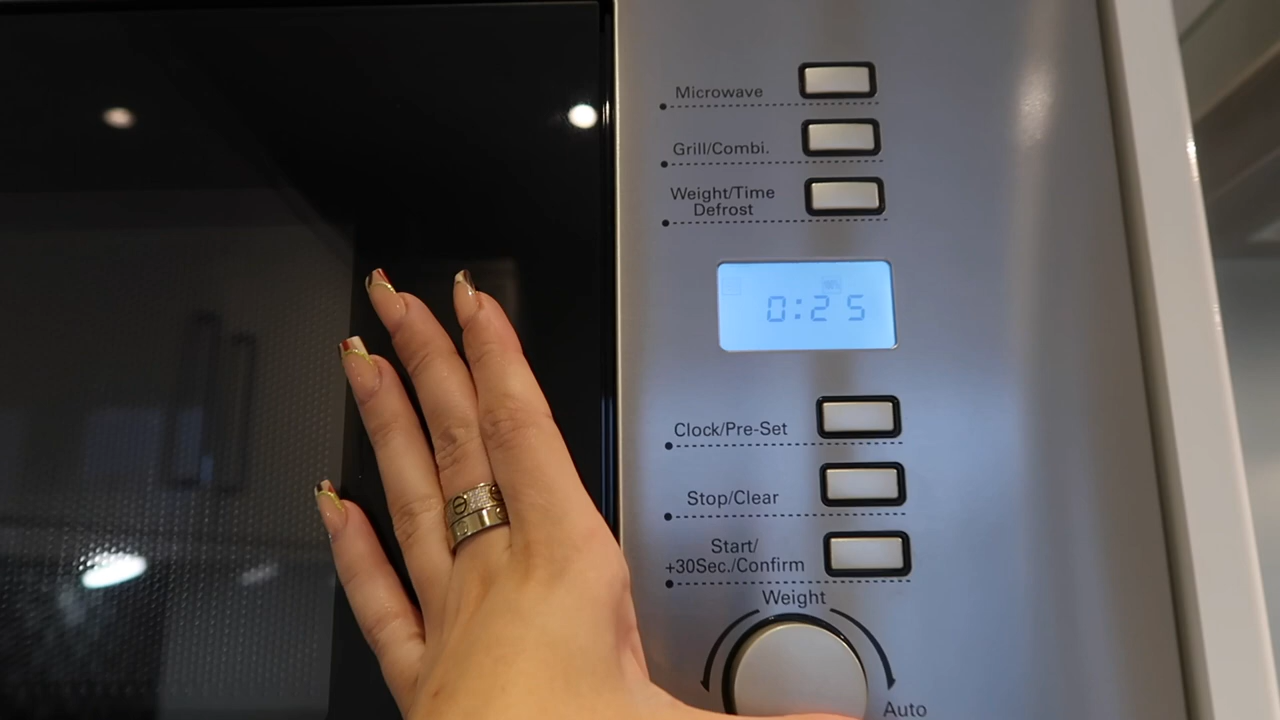 Microwave
Grill/Combi.
Weight/Time
Defrost
0:25
Clock/Pre-Set
Stop/Clear
Start/
+30Sec./Confirm
Weight
Auto